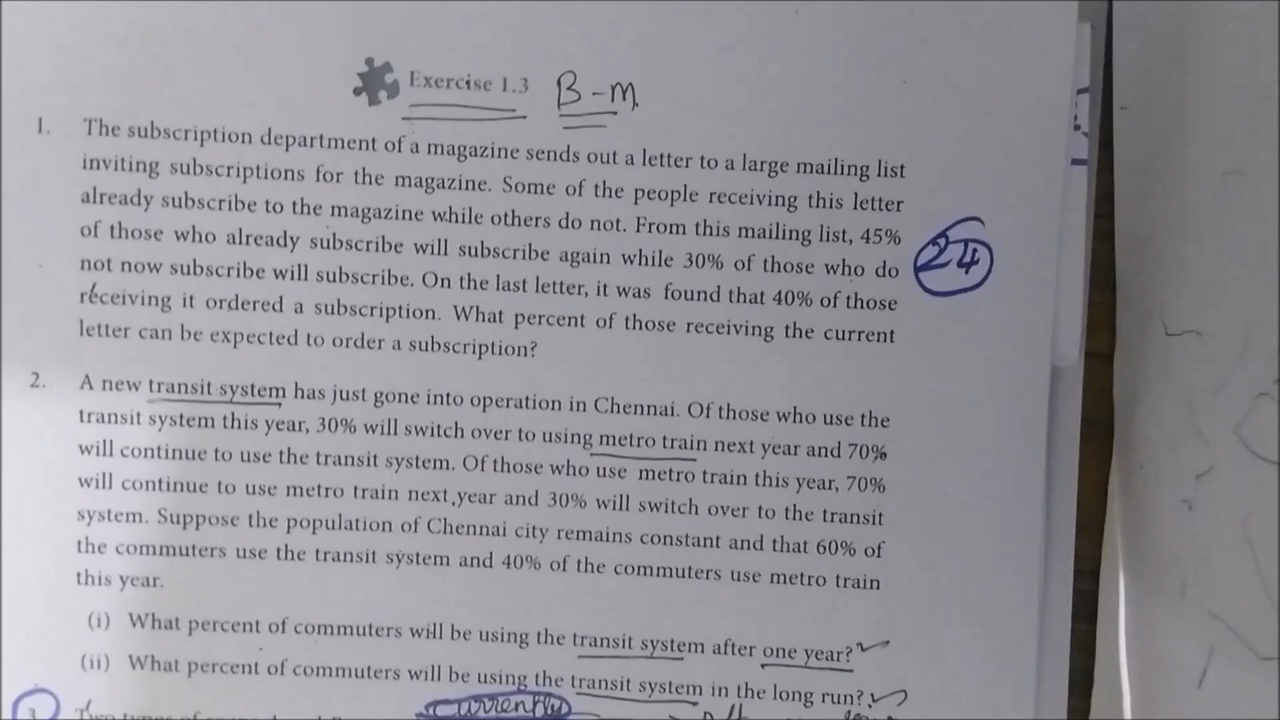 Exercise 1.3 B-M.
1. The subscription department of a magazine sends out a letter to a large mailing list
inviting subscriptions for the magazine. Some of the people receiving this letter
already subscribe to the magazine while others do not. From this mailing list, 45%
of those who already subscribe will subscribe again while 30% of those who do
24
not now subscribe will subscribe. On the last letter, it was found that 40% of those
receiving it ordered a subscription. What percent of those receiving the current
letter can be expected to order a subscription?
2. A new transit system has just gone into operation in Chennai. Of those who use the
transit system this year, 30% will switch over to using metro train next year and 70%
will continue to use the transit system. Of those who use metro train this year, 70%
will continue to use metro train next year and 30% will switch over to the transit
system. Suppose the population of Chennai city remains constant and that 60% of
the commuters use the transit system and 40% of the commuters use metro train
this year.
(i) What percent of commuters will be using the transit system after one year?
(ii) What percent of commuters will be using the transit system in the long run?
currently
3. Two types of